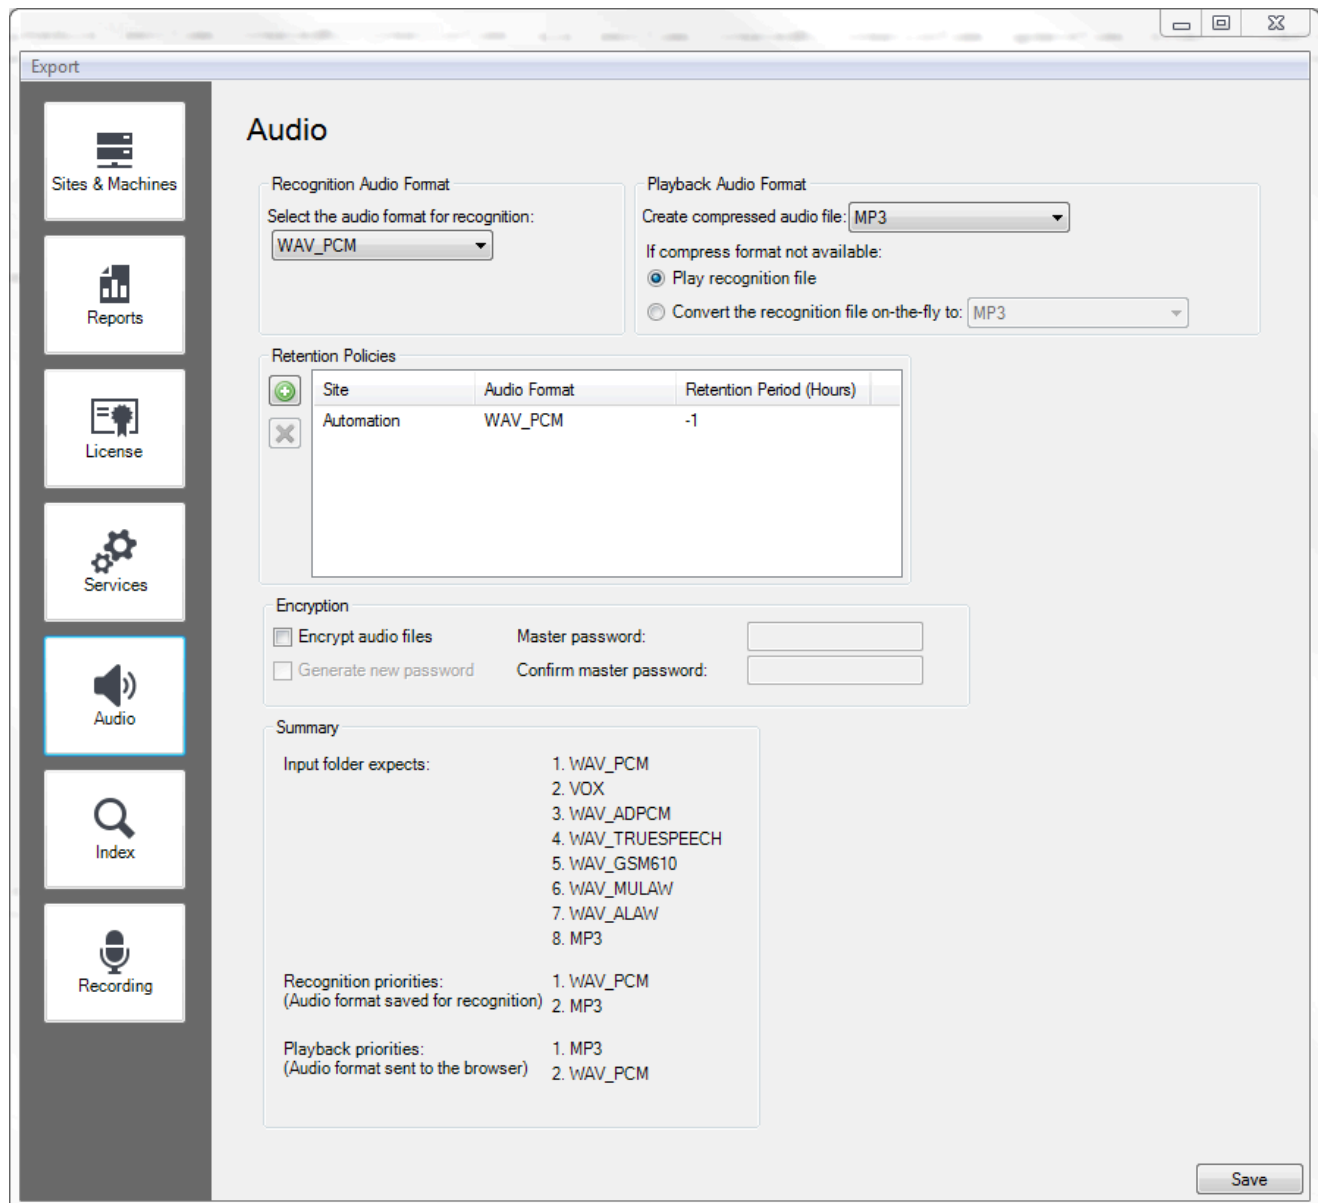 Export
Sites & Machines
Reports
License
Services
Audio
Index
Recording
Audio
Recognition Audio Format
Select the audio format for recognition:
WAV_PCM
Playback Audio Format
Create compressed audio file: MP3
If compress format not available:
Play recognition file
Convert the recognition file on-the-fly to: MP3
Retention Policies
Site Audio Format Retention Period (Hours)
Automation WAV_PCM -1
Encryption
Encrypt audio files Master password:
Generate new password Confirm master password:
Summary
Input folder expects: 1. WAV_PCM
2. VOX
3. WAV_ADPCM
4. WAV_TRUESPEECH
5. WAV_GSM610
6. WAV_MULAW
7. WAV_ALAW
8. MP3
Recognition priorities: 1. WAV_PCM
(Audio format saved for recognition) 2. MP3
Playback priorities: 1. MP3
(Audio format sent to the browser) 2. WAV_PCM
Save